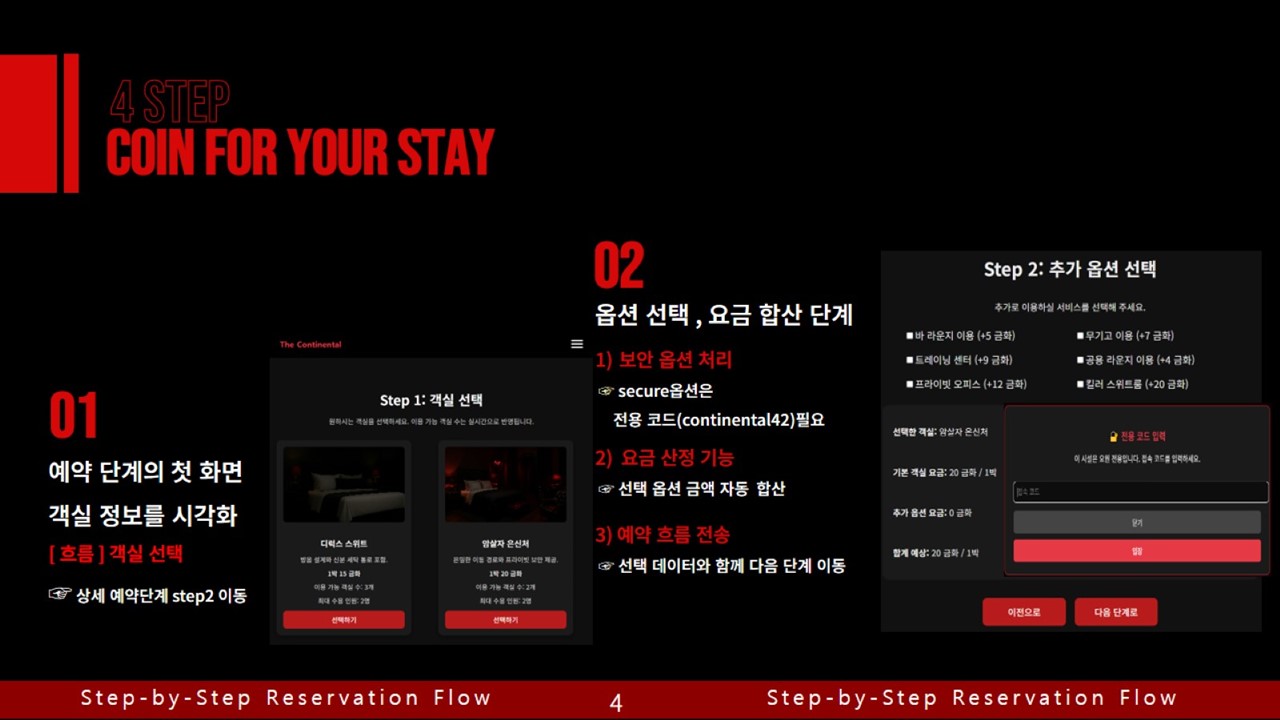 4 STEP
COIN FOR YOUR STAY
01
예약 단계의 첫 화면
객실 정보를 시각화
[ 흐름 ] 객실 선택
☞ 상세 예약단계 step2 이동
The Continental
Step 1: 객실 선택
원하시는 객실을 선택하세요. 이용 가능 객실 수는 실시간으로 반영됩니다.
디럭스 스위트
방음 설계와 신분 세탁 통로 포함.
1박 15 금화
이용 가능 객실 수: 3개
최대 수용 인원: 2명
선택하기
암살자 은신처
은밀한 이동 경로와 프라이빗 보안 제공.
1박 20 금화
이용 가능 객실 수: 2개
최대 수용 인원: 2명
선택하기
02
옵션 선택 , 요금 합산 단계
1) 보안 옵션 처리
☞ secure옵션은
전용 코드(continental42)필요
2) 요금 산정 기능
☞ 선택 옵션 금액 자동 합산
3) 예약 흐름 전송
☞ 선택 데이터와 함께 다음 단계 이동
Step 2: 추가 옵션 선택
추가로 이용하실 서비스를 선택해 주세요.
바 라운지 이용 (+5 금화)
무기고 이용 (+7 금화)
트레이닝 센터 (+9 금화)
공용 라운지 이용 (+4 금화)
프라이빗 오피스 (+12 금화)
킬러 스위트룸 (+20 금화)
선택한 객실: 암살자 은신처
기본 객실 요금: 20 금화 / 1박
추가 옵션 요금: 0 금화
합계 예상: 20 금화 / 1박
🔐 전용 코드 입력
이 시설은 요원 전용입니다. 접속 코드를 입력하세요.
접속 코드
닫기
입장
이전으로
다음 단계로
Step-by-Step Reservation Flow
4
Step-by-Step Reservation Flow